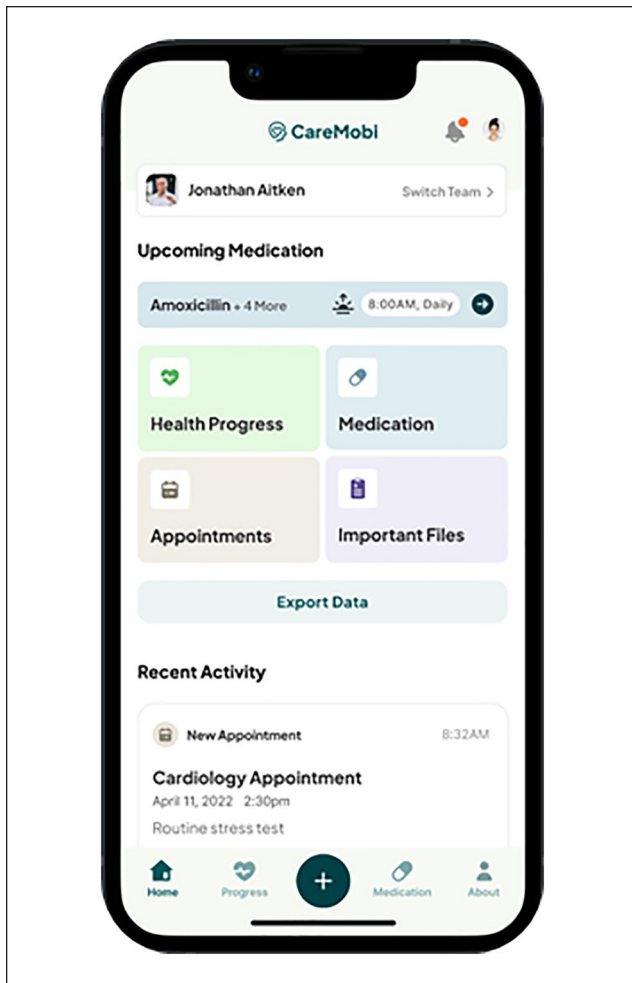 CareMobi
Jonathan Aitken Switch Team >
Upcoming Medication
Amoxicillin + 4 More 8:00AM, Daily
Health Progress Medication
Appointments Important Files
Export Data
Recent Activity
New Appointment 8:32AM
Cardiology Appointment
April 11, 2022 2:30pm
Routine stress test
Home Progress + Medication About